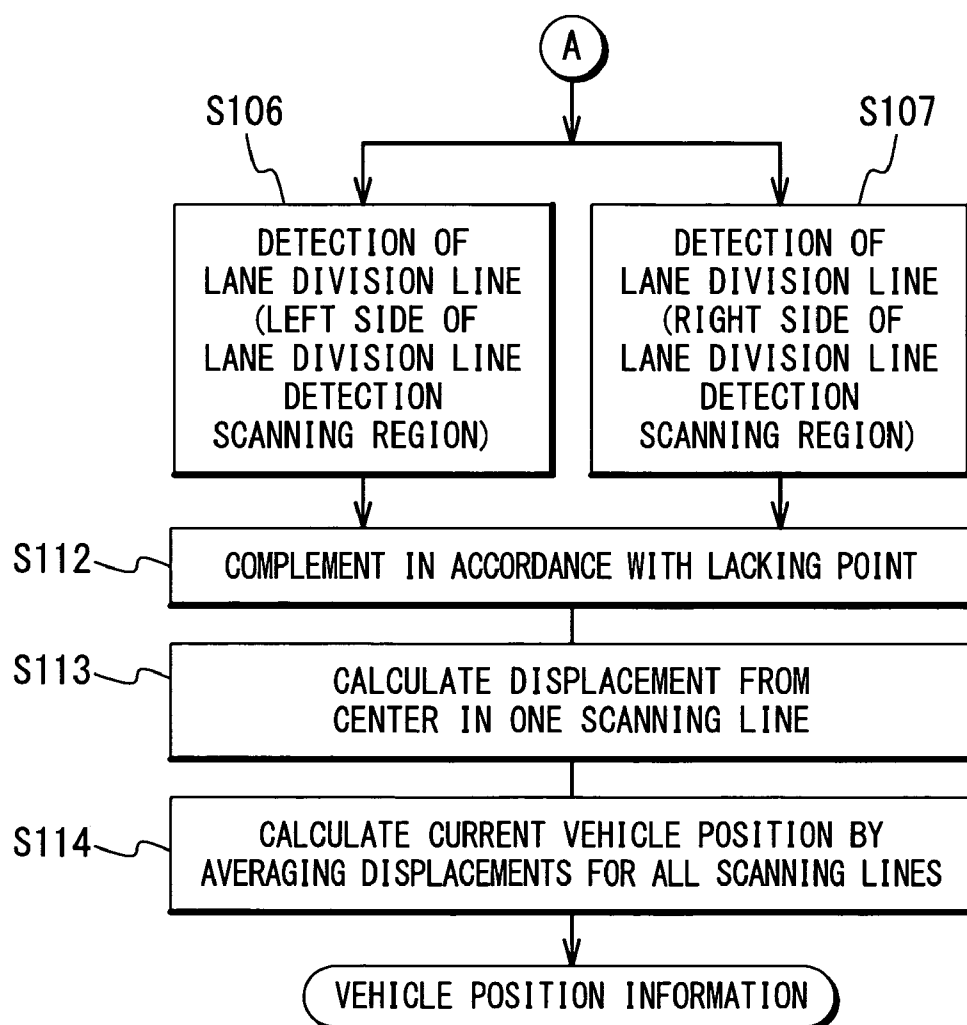 A
S106
S107
DETECTION OF
LANE DIVISION LINE
(LEFT SIDE OF
LANE DIVISION LINE
DETECTION
SCANNING REGION)
DETECTION OF
LANE DIVISION LINE
(RIGHT SIDE OF
LANE DIVISION LINE
DETECTION
SCANNING REGION)
S112
COMPLEMENT IN ACCORDANCE WITH LACKING POINT
S113
CALCULATE DISPLACEMENT FROM
CENTER IN ONE SCANNING LINE
S114
CALCULATE CURRENT VEHICLE POSITION BY
AVERAGING DISPLACEMENTS FOR ALL SCANNING LINES
VEHICLE POSITION INFORMATION